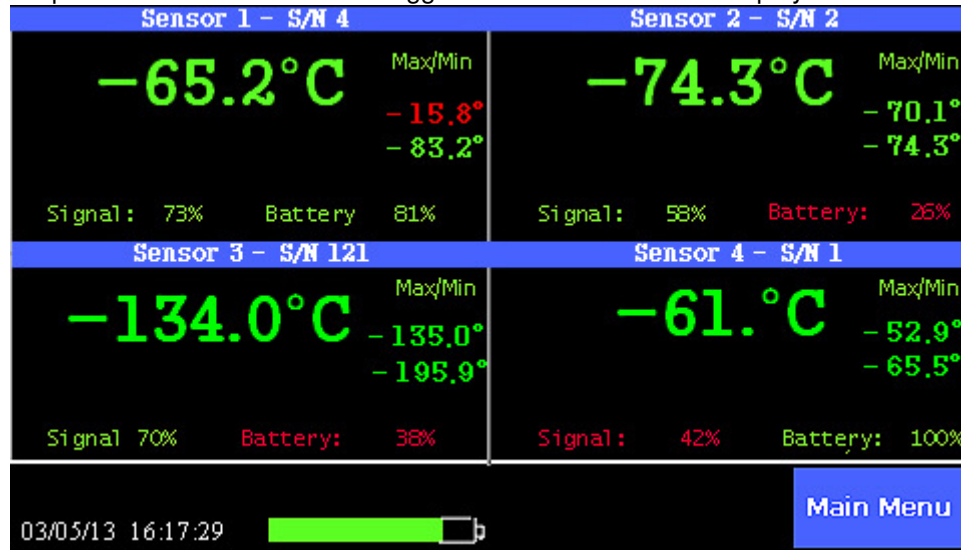 Sensor 1 - S/N 4
-65.2°C
Max/Min
-15.8°
-83.2°
Signal: 73% Battery 81%
Sensor 2 - S/N 2
-74.3°C
Max/Min
-70.1°
-74.3°
Signal: 58% Battery: 26%
Sensor 3 - S/N 121
-134.0°C
Max/Min
-135.0°
-195.9°
Signal 70% Battery: 38%
Sensor 4 - S/N 1
-61.°C
Max/Min
-52.9°
-65.5°
Signal: 42% Battery: 100%
03/05/13 16:17:29
Main Menu